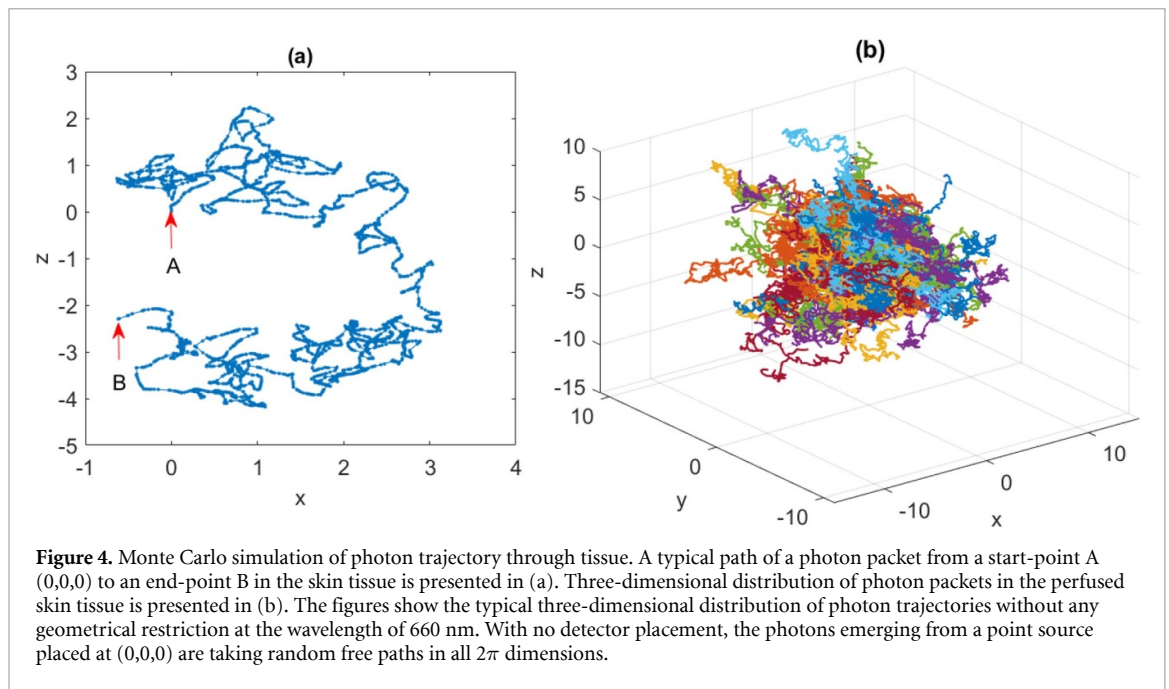 (a)
3
2
1
0
-1
-2
-3
-4
-5
z
A
B
-1 0 1 2 3 4
x
(b)
10
5
0
-5
-10
-15
z
10
0
-10
y
-10
0
10
x
Figure 4. Monte Carlo simulation of photon trajectory through tissue. A typical path of a photon packet from a start-point A
(0,0,0) to an end-point B in the skin tissue is presented in (a). Three-dimensional distribution of photon packets in the perfused
skin tissue is presented in (b). The figures show the typical three-dimensional distribution of photon trajectories without any
geometrical restriction at the wavelength of 660 nm. With no detector placement, the photons emerging from a point source
placed at (0,0,0) are taking random free paths in all 2π dimensions.